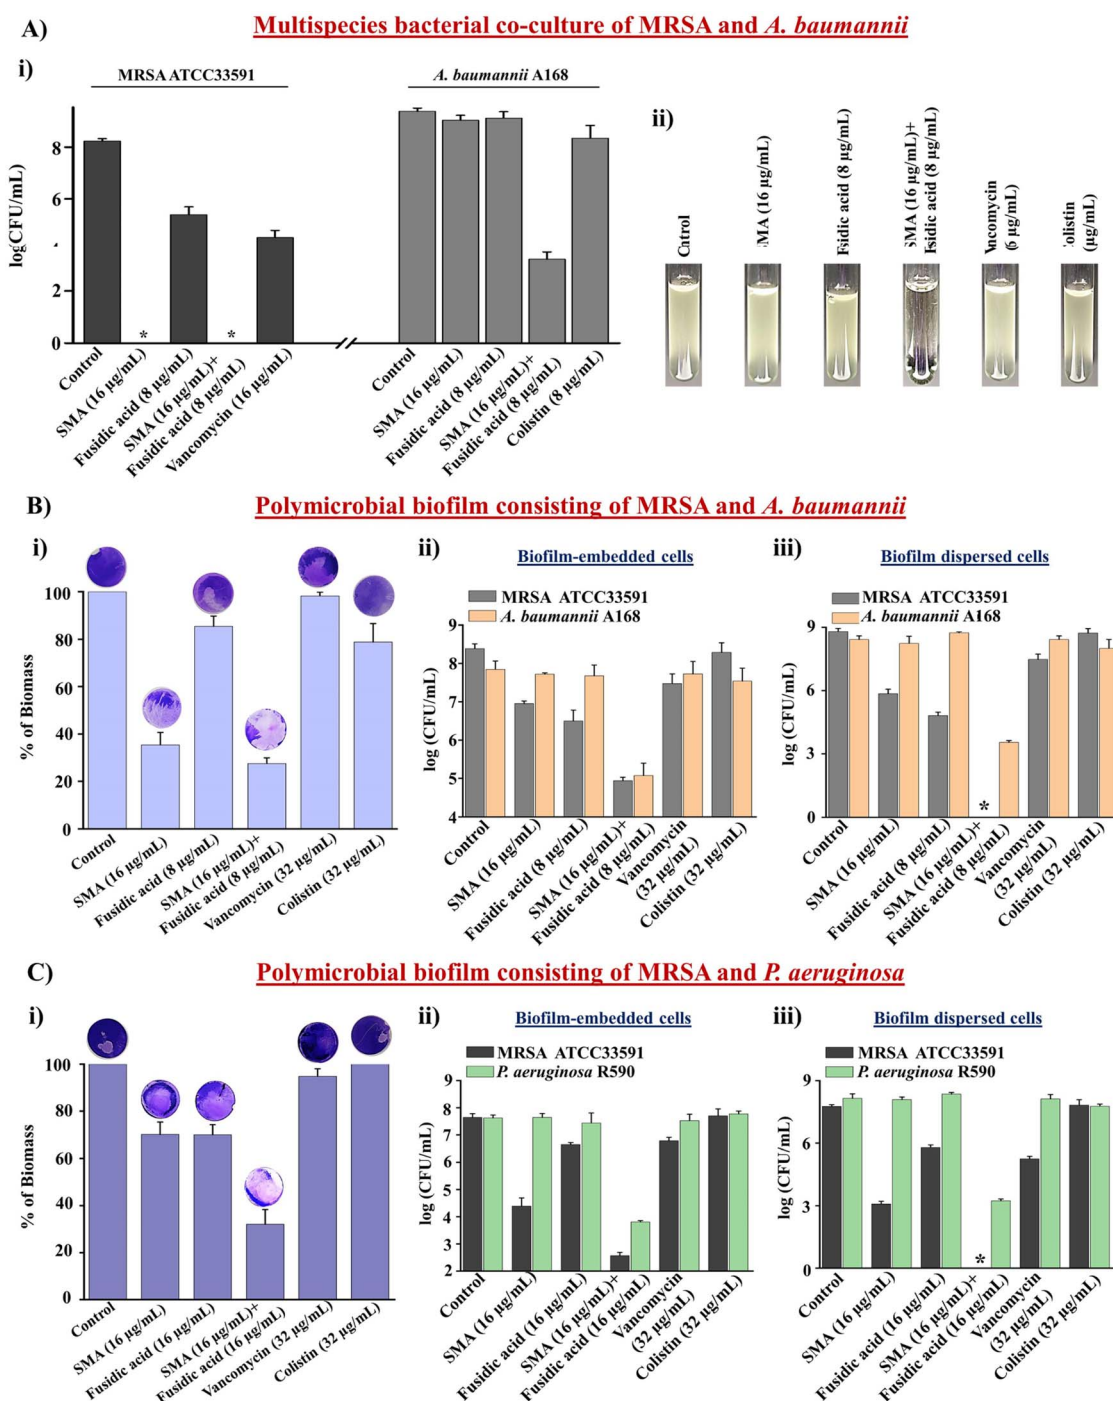 A)
Multispecies bacterial co-culture of MRSA and A. baumannii
i)
MRSA ATCC33591
A. baumannii A168
logCFU/mL)
8
6
4
2
0
*
*
Control
SMA (16 µg/mL)
Fusidic acid (8 µg/mL)
SMA (16 µg/mL)+
Fusidic acid (8 µg/mL)
Vancomycin (16 µg/mL)
Control
SMA (16 µg/mL)
Fusidic acid (8 µg/mL)
SMA (16 µg/mL)+
Fusidic acid (8 µg/mL)
Colistin (8 µg/mL)
ii)
(16 µg/mL)
acid (8 µg/mL)
(16 µg/mL)+
acid (8 µg/mL)
B)
Polymicrobial biofilm consisting of MRSA and A. baumannii
i)
% of Biomass
100
80
60
40
20
0
Control
SMA (16 µg/mL)
Fusidic acid (8 µg/mL)
SMA (16 µg/mL)+
Fusidic acid (8 µg/mL)
Vancomycin (32 µg/mL)
Colistin (32 µg/mL)
ii)
Biofilm-embedded cells
MRSA ATCC33591
A. baumannii A168
log (CFU/mL)
9
8
7
6
5
4
Control
SMA (16 µg/mL)
Fusidic acid (8 µg/mL)
SMA (16 µg/mL)+
Fusidic acid (8 µg/mL)
Vancomycin
(32 µg/mL)
Colistin (32 µg/mL)
iii)
Biofilm dispersed cells
MRSA ATCC33591
A. baumannii A168
log (CFU/mL)
9
6
3
0
*
Control
SMA (16 µg/mL)
Fusidic acid (8 µg/mL)
SMA (16 µg/mL)+
Fusidic acid (8 µg/mL)
Vancomycin
(32 µg/mL)
Colistin (32 µg/mL)
C)
Polymicrobial biofilm consisting of MRSA and P. aeruginosa
i)
% of Biomass
100
80
60
40
20
0
Control
SMA (16 µg/mL)
Fusidic acid (16 µg/mL)
SMA (16 µg/mL)+
Fusidic acid (16 µg/mL)
Vancomycin (32 µg/mL)
Colistin (32 µg/mL)
ii)
Biofilm-embedded cells
MRSA ATCC33591
P. aeruginosa R590
log (CFU/mL)
9
8
7
6
5
4
3
2
Control
SMA (16 µg/mL)
Fusidic acid (16 µg/mL)
SMA (16 µg/mL)+
Fusidic acid (16 µg/mL)
Vancomycin
(32 µg/mL)
Colistin (32 µg/mL)
iii)
Biofilm dispersed cells
MRSA ATCC33591
P. aeruginosa R590
log (CFU/mL)
9
6
3
0
*
Control
SMA (16 µg/mL)
Fusidic acid (16 µg/mL)
SMA (16 µg/mL)+
Fusidic acid (16 µg/mL)
Vancomycin
(32 µg/mL)
Colistin (32 µg/mL)